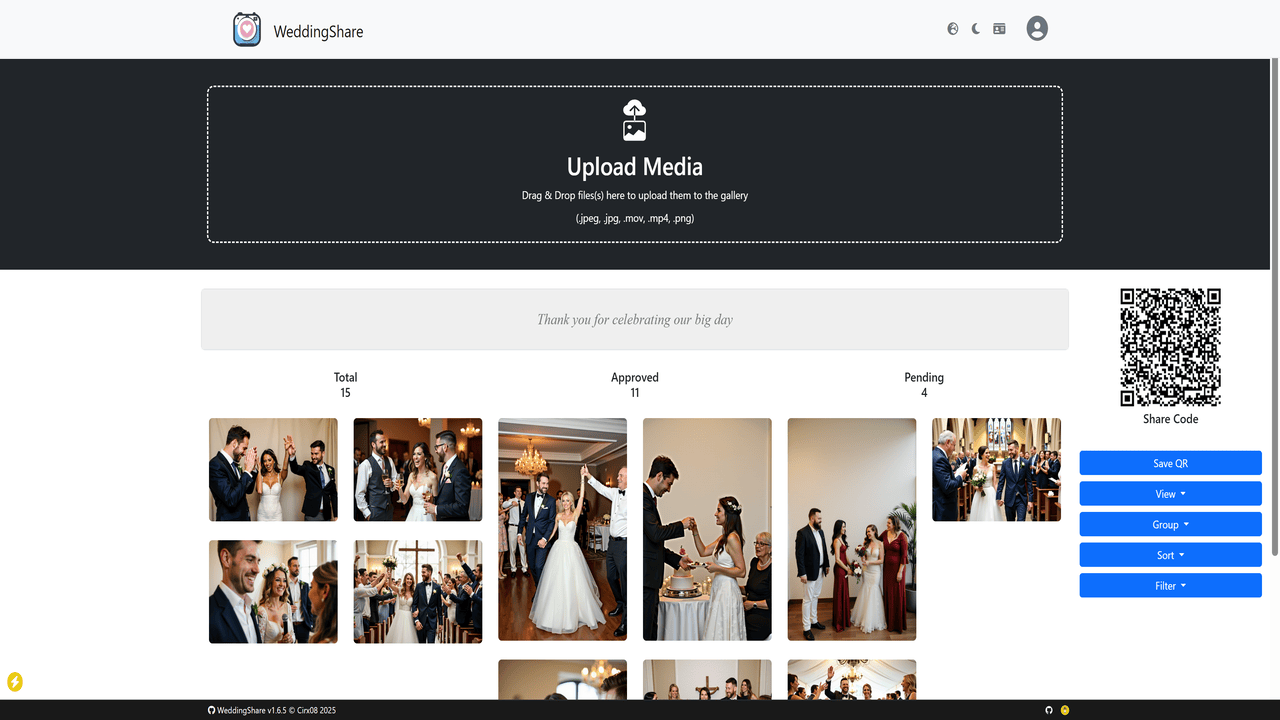 WeddingShare
Upload Media
Drag & Drop files(s) here to upload them to the gallery
(.jpeg, .jpg, .mov, .mp4, .png)
Thank you for celebrating our big day
Total
15
Approved
11
Pending
4
Share Code
Save QR
View
Group
Sort
Filter
WeddingShare v1.6.5 © Cirx08 2025